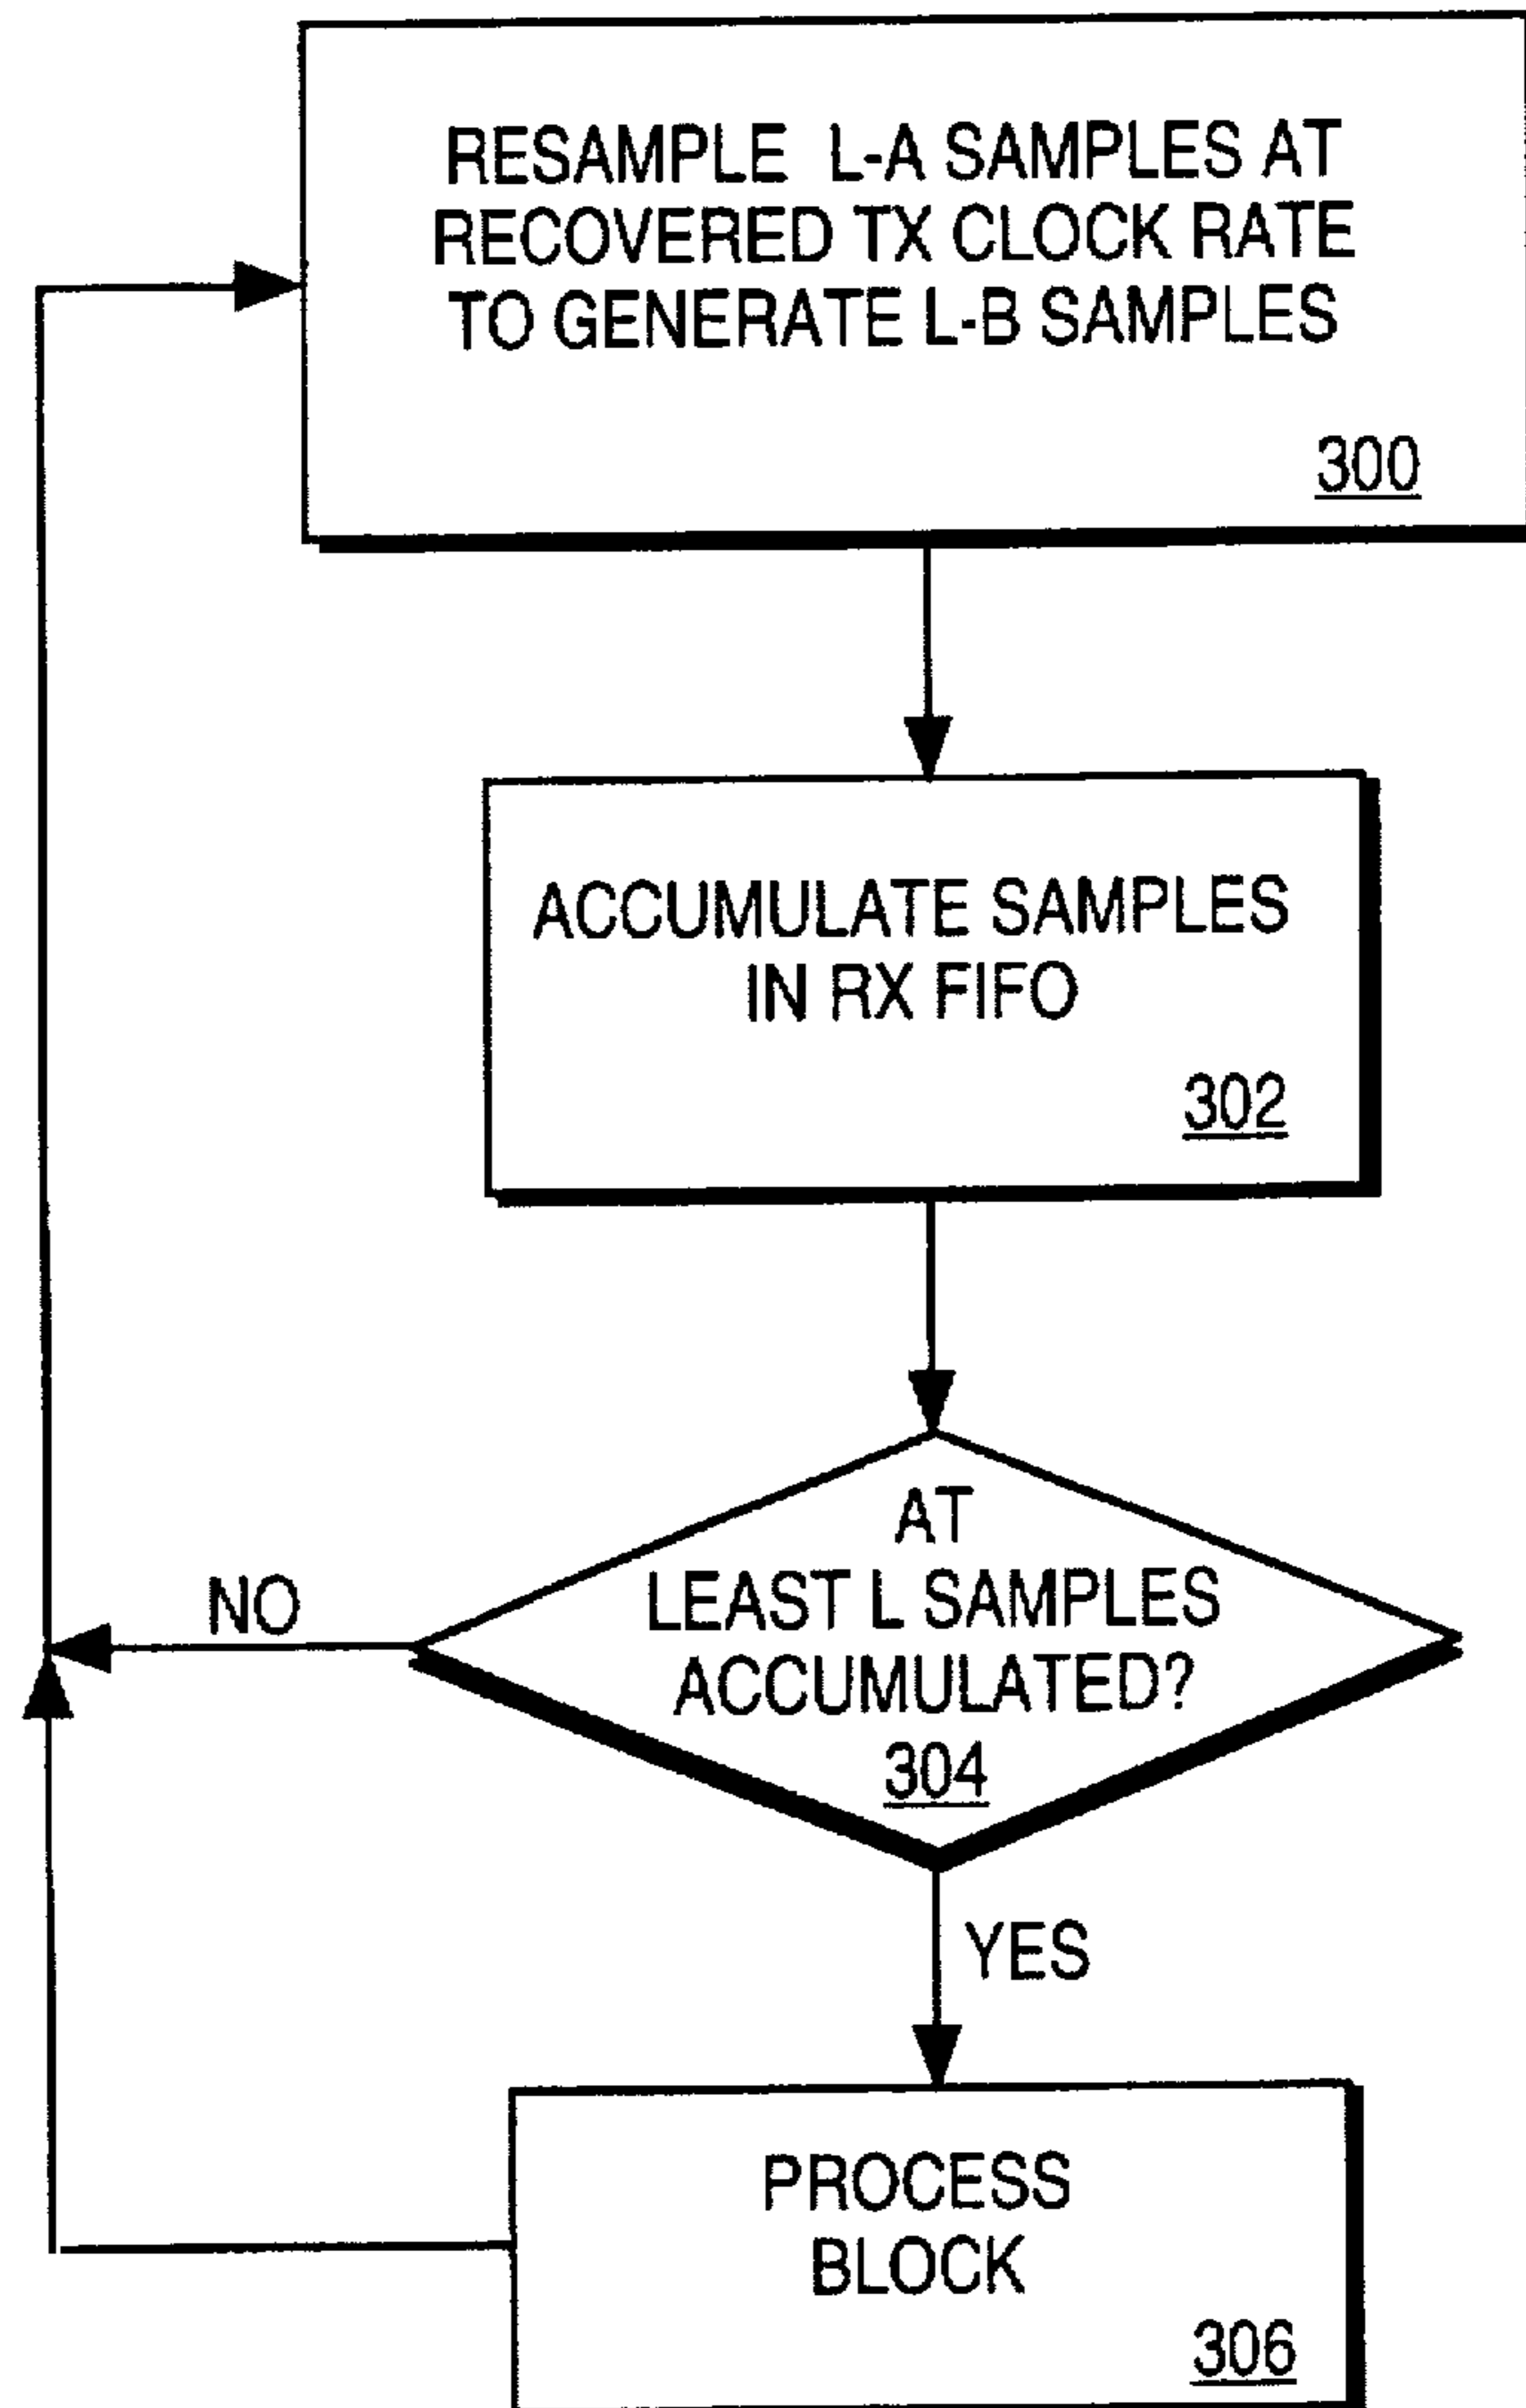 RESAMPLE L-A SAMPLES AT
RECOVERED TX CLOCK RATE
TO GENERATE L-B SAMPLES
300
ACCUMULATE SAMPLES
IN RX FIFO
302
AT
LEAST L SAMPLES
ACCUMULATED?
304
NO
YES
PROCESS
BLOCK
306